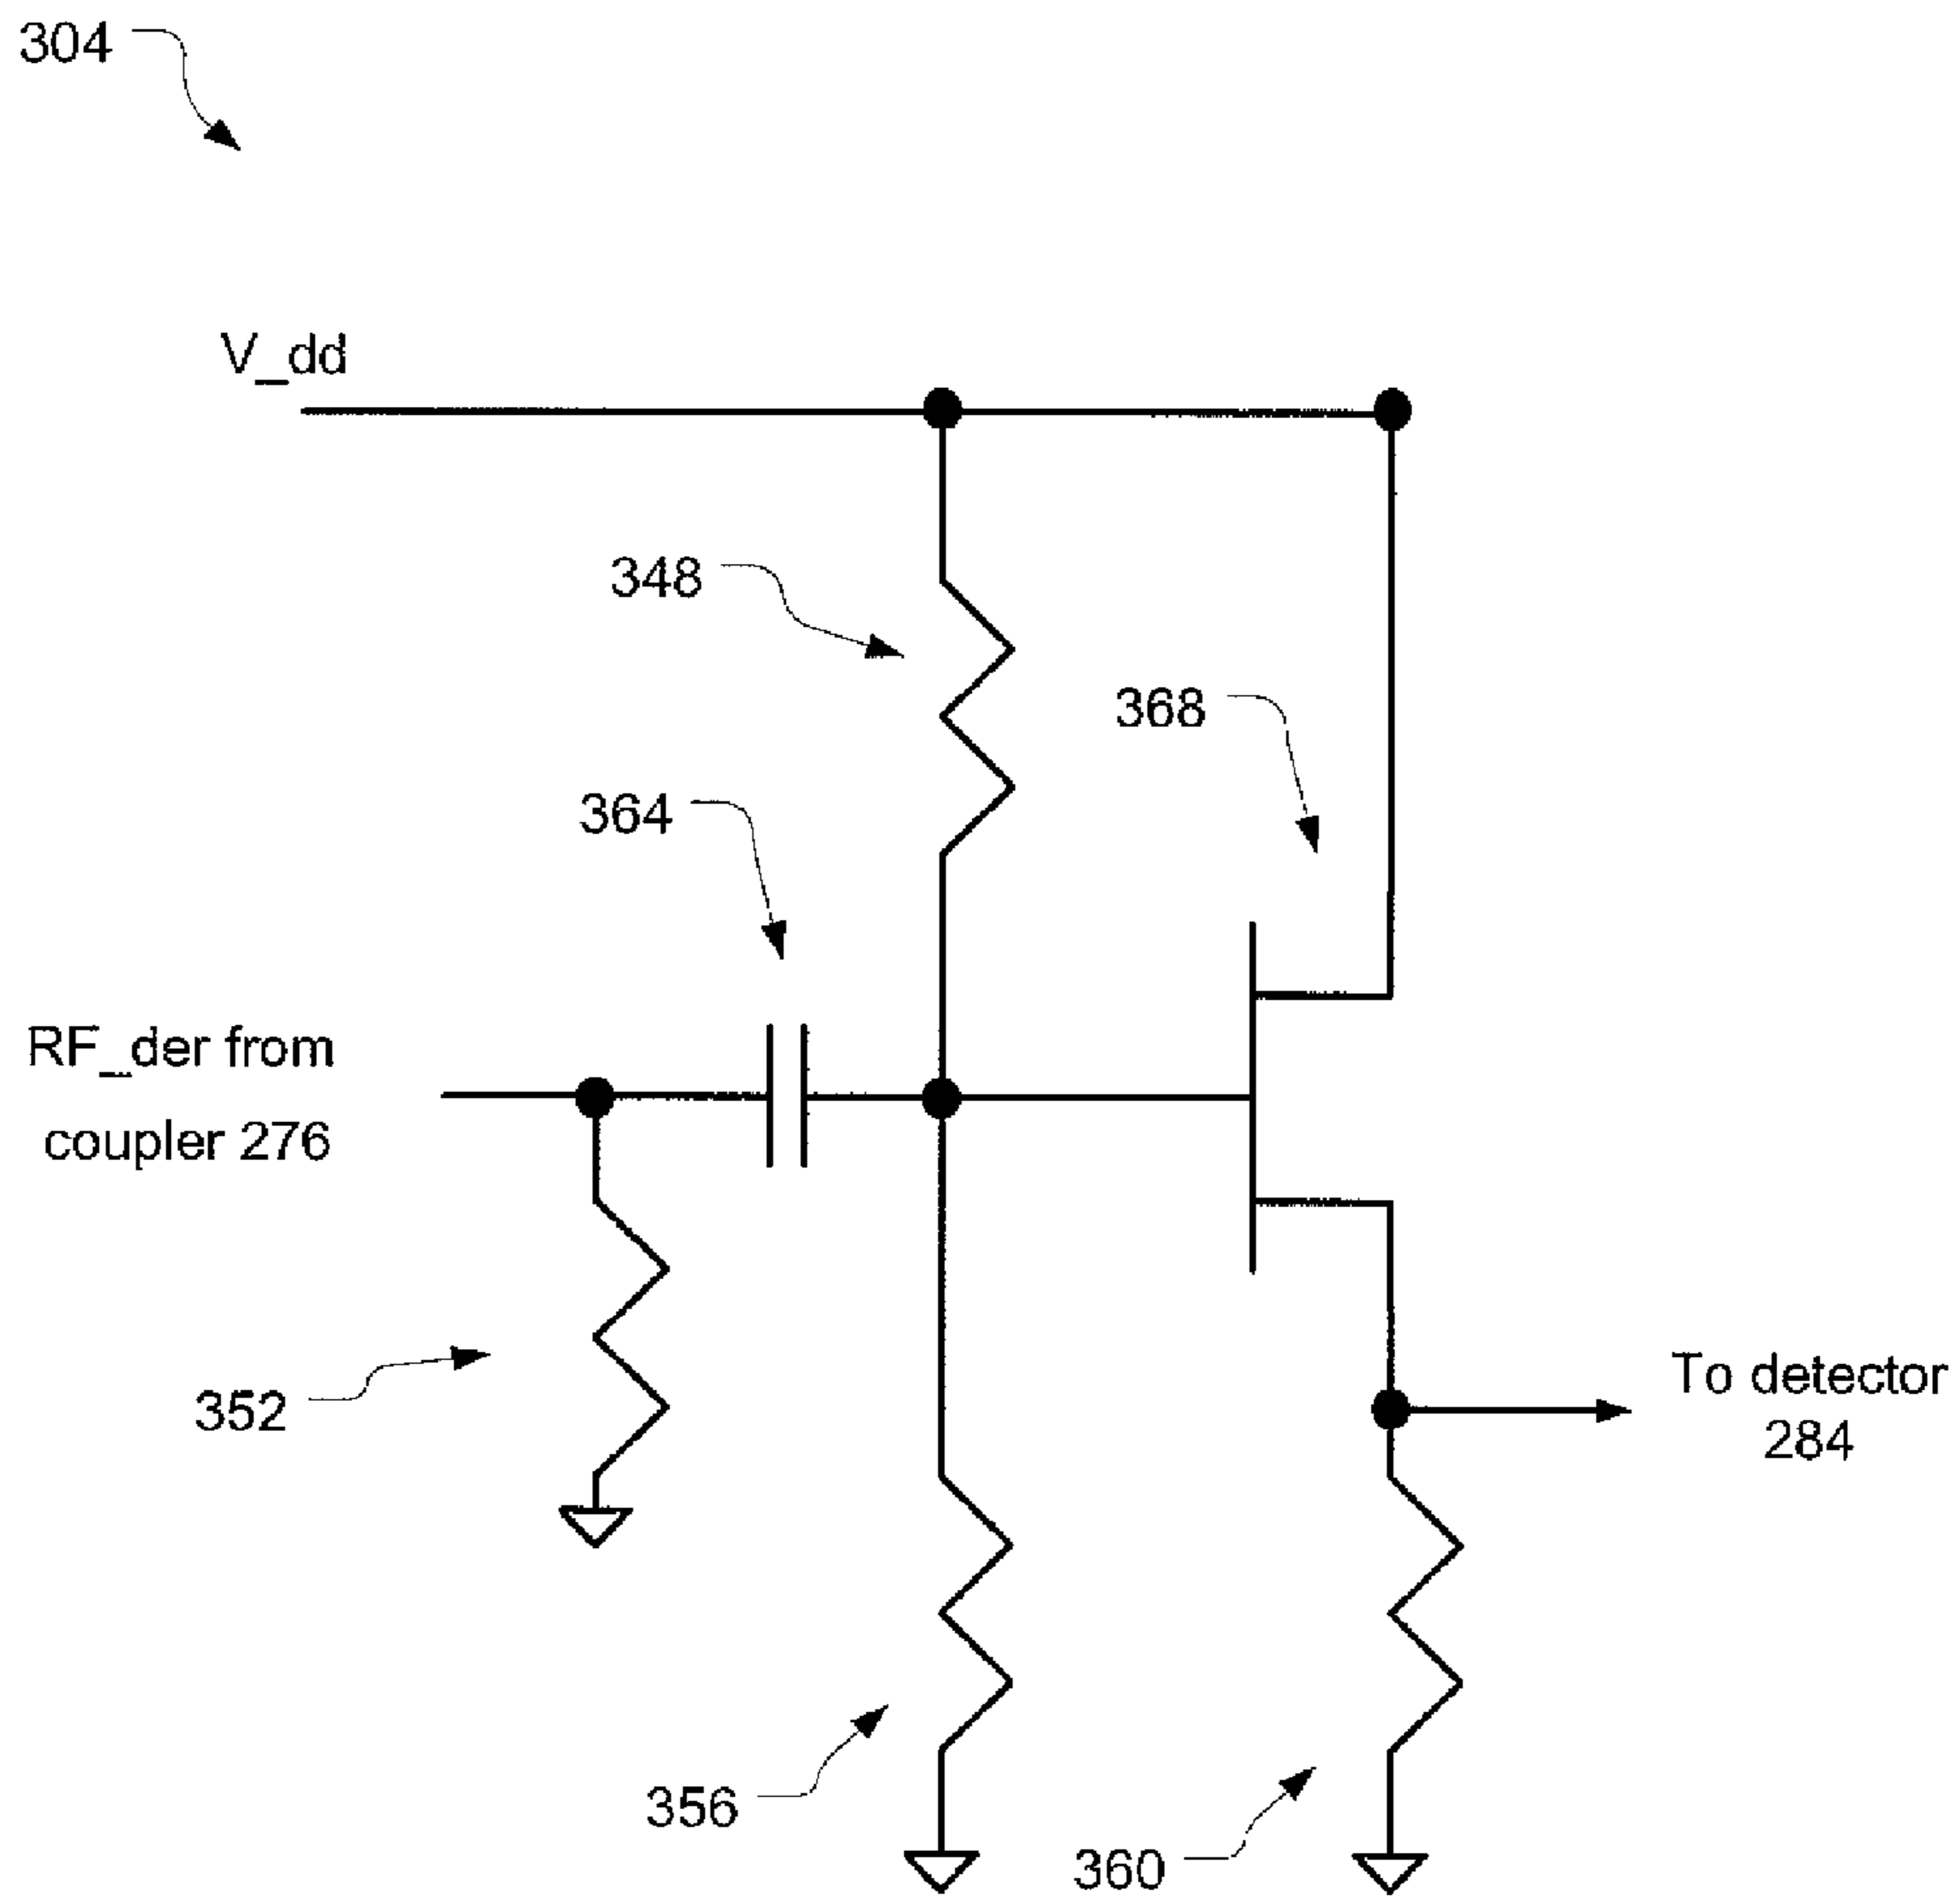 304
V_dd
348
368
364
RF_der from
coupler 276
352
To detector
284
356
360